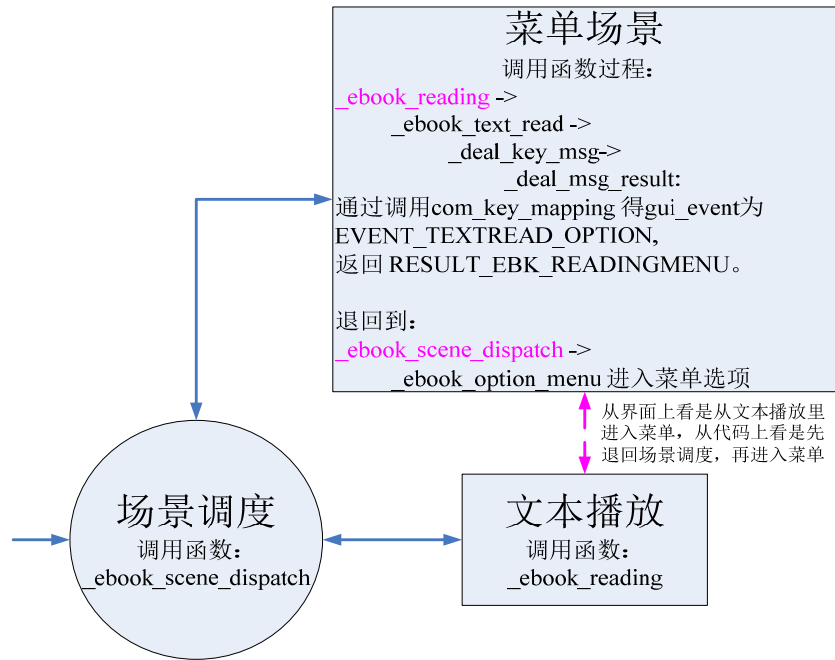 菜单场景
调用函数过程：
_ebook_reading ->
_ebook_text_read ->
_deal_key_msg->
_deal_msg_result:
通过调用com_key_mapping 得gui_event为
EVENT_TEXTREAD_OPTION,
返回 RESULT_EBK_READINGMENU。
退回到：
_ebook_scene_dispatch ->
_ebook_option_menu 进入菜单选项
从界面上看是从文本播放里
进入菜单，从代码上看是先
退回场景调度，再进入菜单
场景调度
调用函数：
_ebook_scene_dispatch
文本播放
调用函数：
_ebook_reading